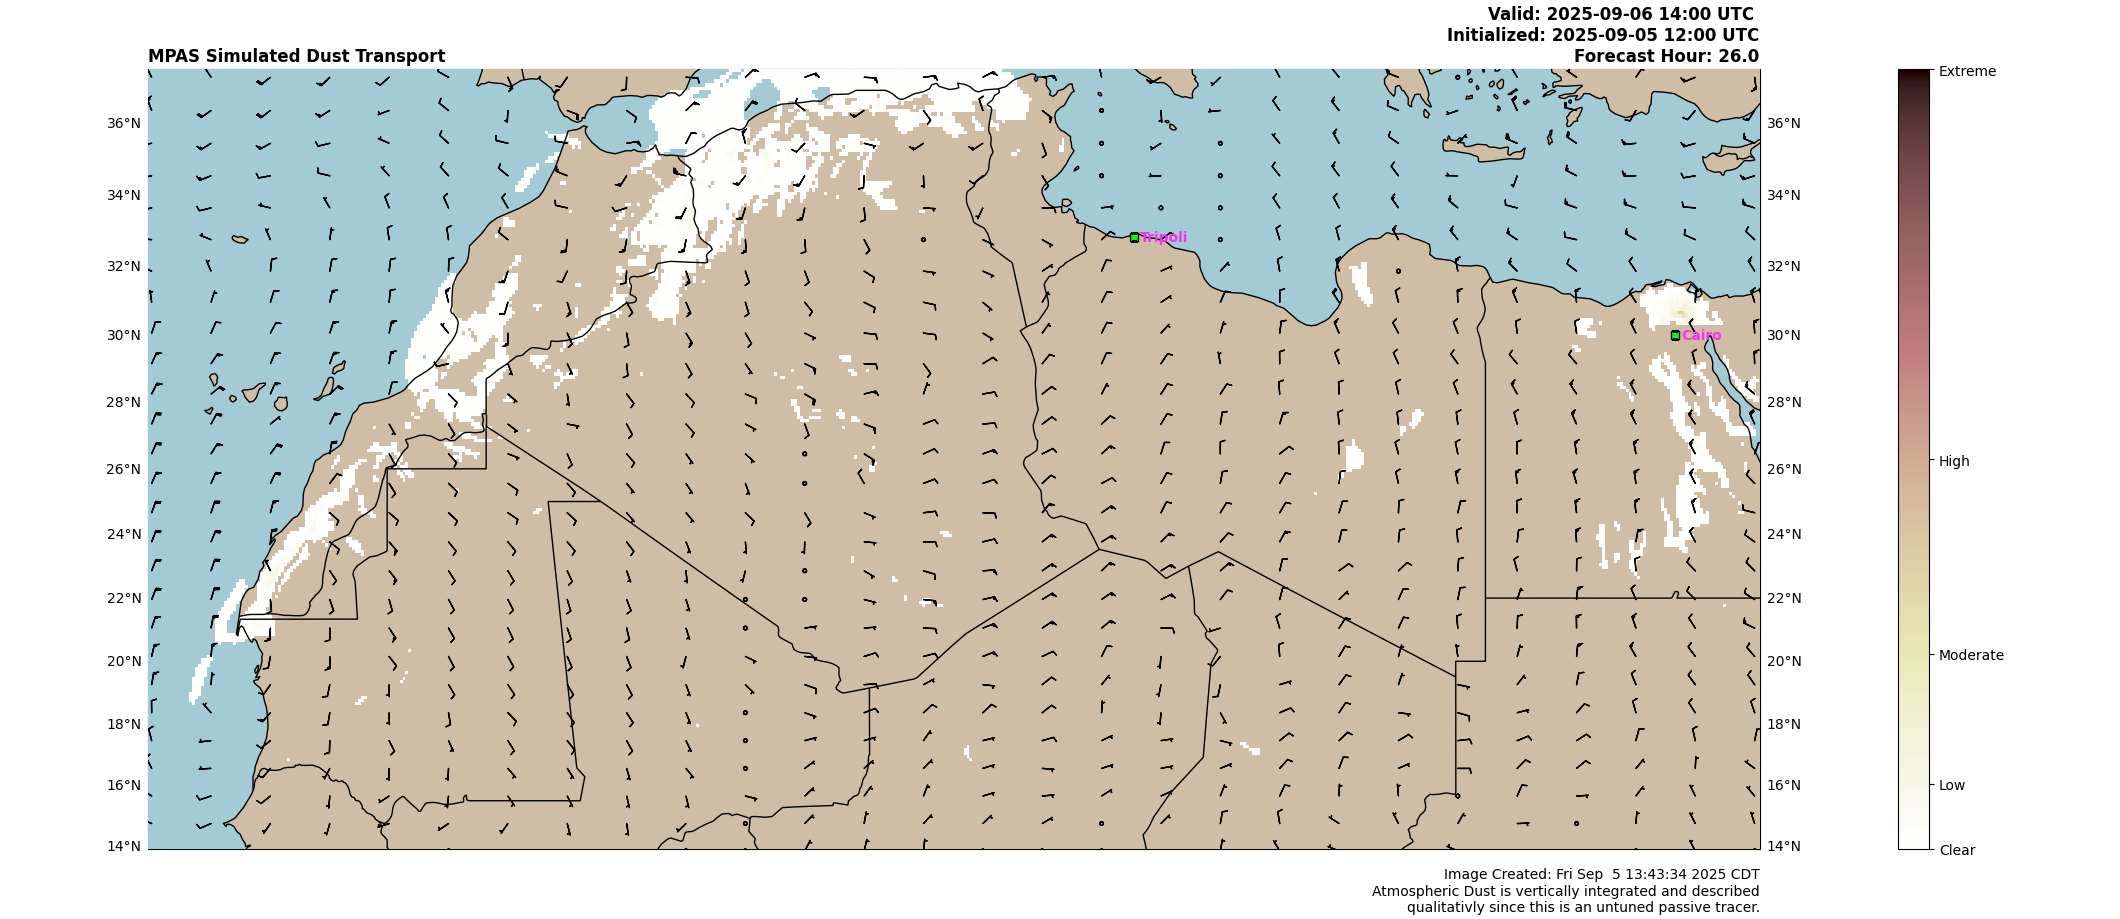 Valid: 2025-09-06 14:00 UTC
Initialized: 2025-09-05 12:00 UTC
MPAS Simulated Dust Transport
Forecast Hour: 26.0
Extreme
36°N
36°N
34°N
34°N
Tripoli
32°N
32°N
30°N
Cairo
30°N
28°N
28°N
26°N
26°N
High
24°N
24°N
22°N
22°N
20°N
20°N
Moderate
18°N
18°N
16°N
16°N
Low
14°N
14°N
Clear
Image Created: Fri Sep  5 13:43:34 2025 CDT
Atmospheric Dust is vertically integrated and described
qualitativly since this is an untuned passive tracer.